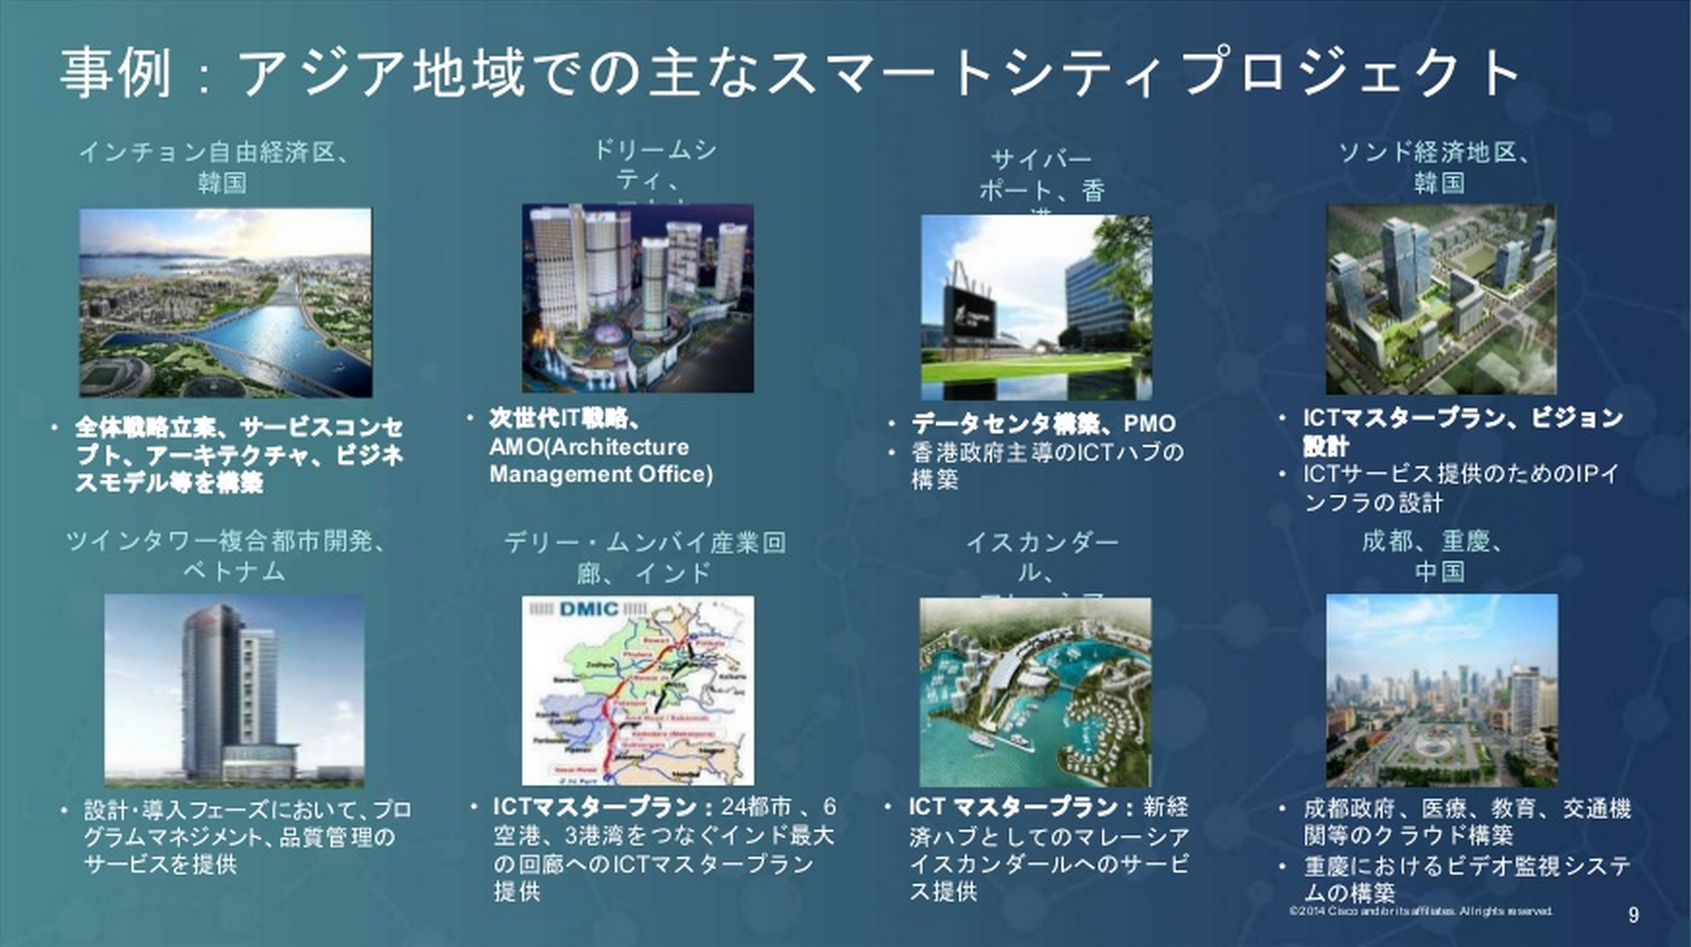 事例：アジア地域での主なスマートシティプロジェクト
インチョン自由経済区、
韓国
ドリームシ
ティ、
サイバー
ポート、香
港
ソンド経済地区、
韓国
• 全体戦略立案、サービスコンセ
プト、アーキテクチャ、ビジネ
スモデル等を構築
• 次世代IT戦略、
AMO(Architecture
Management Office)
• データセンタ構築、PMO
• 香港政府主導のICTハブの
構築
• ICTマスタープラン、ビジョン
設計
• ICTサービス提供のためのIPイ
ンフラの設計
ツインタワー複合都市開発、
ベトナム
デリー・ムンバイ産業回
廊、インド
イスカンダー
ル、
マレーシア
成都、重慶、
中国
DMIC
• 設計・導入フェーズにおいて、プロ
グラムマネジメント、品質管理の
サービスを提供
• ICTマスタープラン：24都市、6
空港、3港湾をつなぐインド最大
の回廊へのICTマスタープラン
提供
• ICT マスタープラン：新経
済ハブとしてのマレーシア
イスカンダールへのサービ
ス提供
• 成都政府、医療、教育、交通機
関等のクラウド構築
• 重慶におけるビデオ監視システ
ムの構築
©2014 Cisco and/or its affiliates. All rights reserved.
9